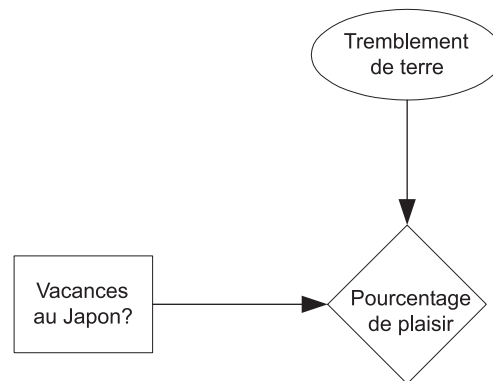 Tremblement
de terre
Vacances
au Japon?
Pourcentage
de plaisir